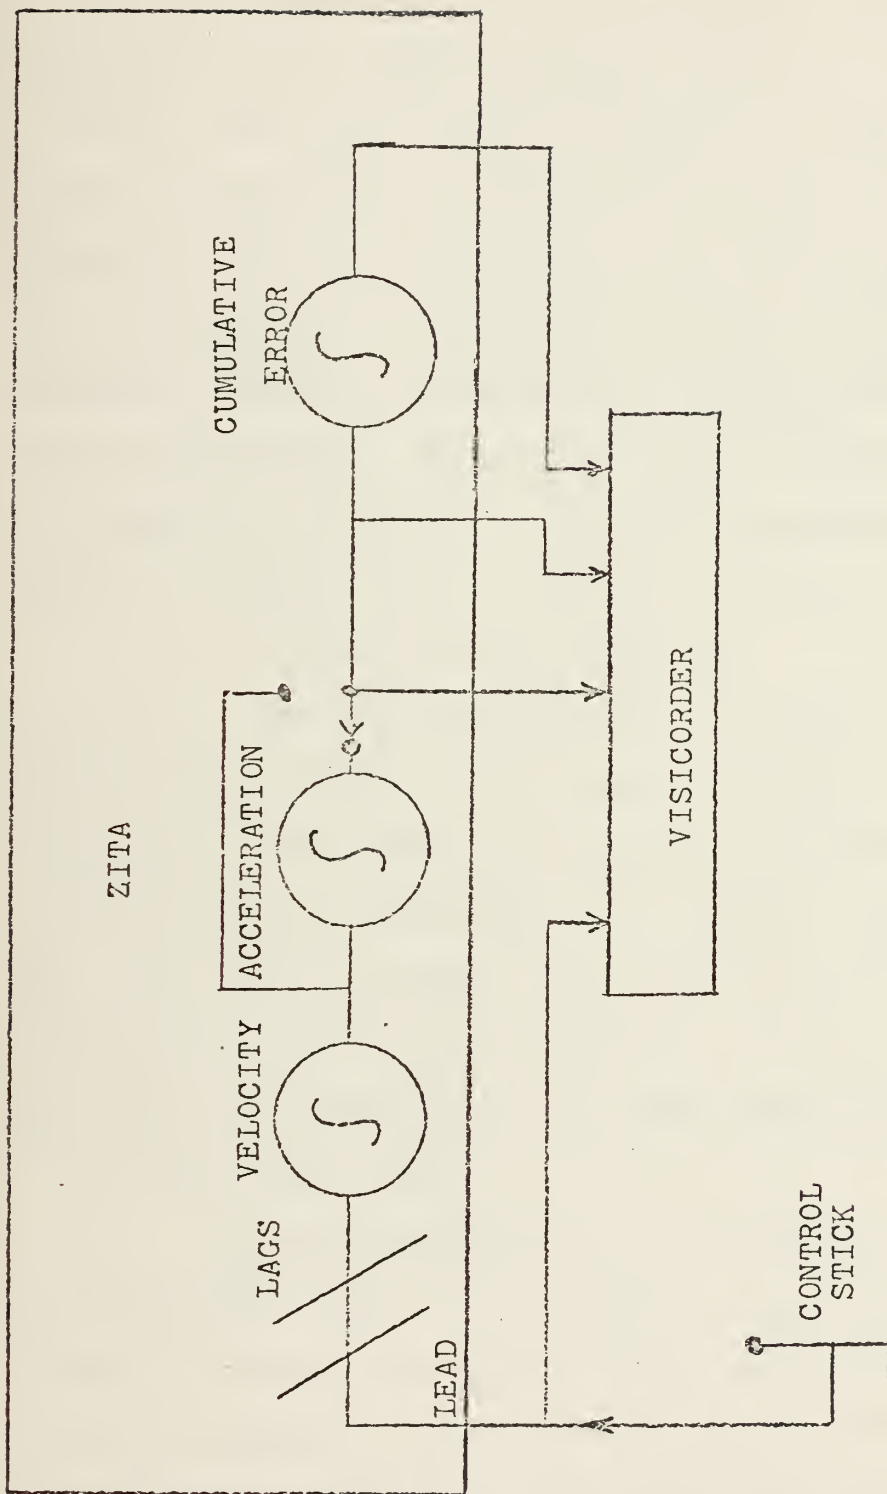 ZITA
CUMULATIVE
ERROR
ACCELERATION
VELOCITY
LAGS
LEAD
VISICORDER
CONTROL
STICK